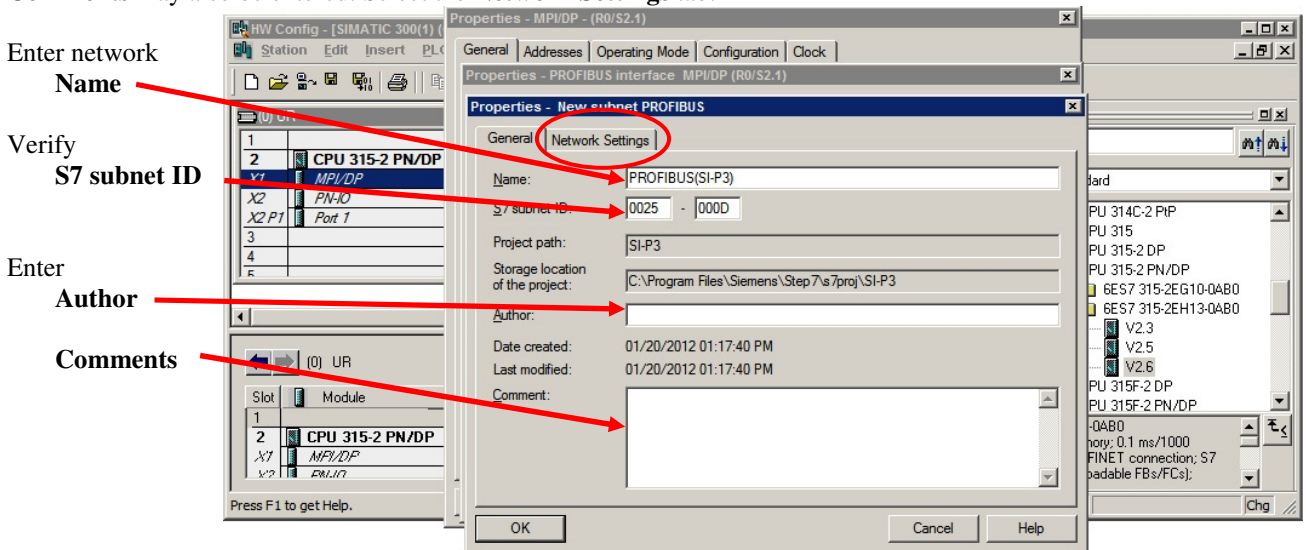 Properties - MPI/DP - (R0/S2.1)
HW Config - [SIMATIC 300(1) (
Station Edit Insert PLC
General Addresses Operating Mode Configuration Clock
Properties - PROFIBUS interface MPI/DP (R0/S2.1)
Enter network
Name
Verify
S7 subnet ID
Enter
Author
Comments
(0) UR
1
2 CPU 315-2 PN/DP
X1 MPI/DP
X2 PN-IO
X2 P1 Port 1
3
4
5
(0) UR
Slot Module
1
2 CPU 315-2 PN/DP
X1 MPI/DP
X2 PN-IO
Press F1 to get Help.
Properties - New subnet PROFIBUS
General Network Settings
Name: PROFIBUS(SI-P3)
S7 subnet ID: 0025 - 000D
Project path: SI-P3
Storage location
of the project: C:\Program Files\Siemens\Step7\s7proj\SI-P3
Author:
Date created: 01/20/2012 01:17:40 PM
Last modified: 01/20/2012 01:17:40 PM
Comment:
OK Cancel Help
dard
PU 314C-2 PtP
PU 315
PU 315-2 DP
PU 315-2 PN/DP
6ES7 315-2EG10-0AB0
6ES7 315-2EH13-0AB0
V2.3
V2.5
V2.6
PU 315F-2 DP
PU 315F-2 PN/DP
-0AB0
nory; 0.1 ms/1000
FINET connection; S7
oadable FBs/FCs);
Chg